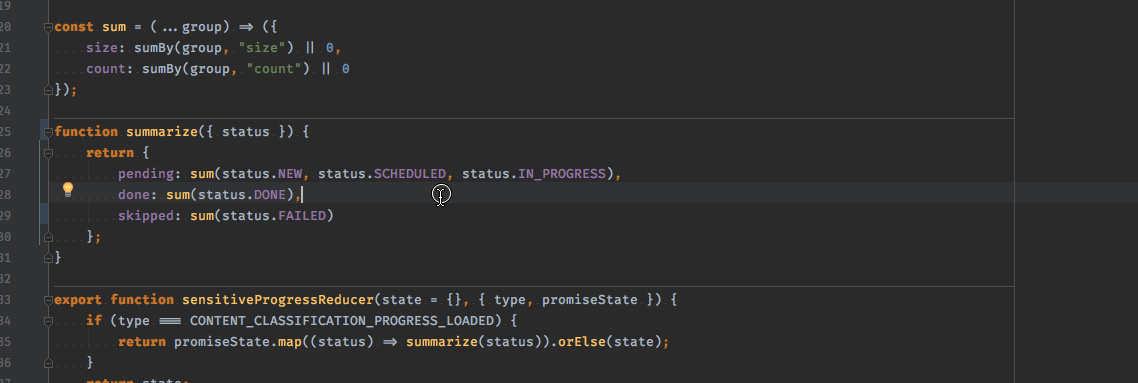 19
20 const sum = (...group) => ({
21 size: sumBy(group, "size") || 0,
22 count: sumBy(group, "count") || 0
23 });
24
25 function summarize({ status }) {
26 return {
27 pending: sum(status.NEW, status.SCHEDULED, status.IN_PROGRESS),
28 done: sum(status.DONE),
29 skipped: sum(status.FAILED)
30 };
31 }
32
33 export function sensitiveProgressReducer(state = {}, { type, promiseState }) {
34 if (type === CONTENT_CLASSIFICATION_PROGRESS_LOADED) {
35 return promiseState.map((status) => summarize(status)).orElse(state);
36 }
37 return state;